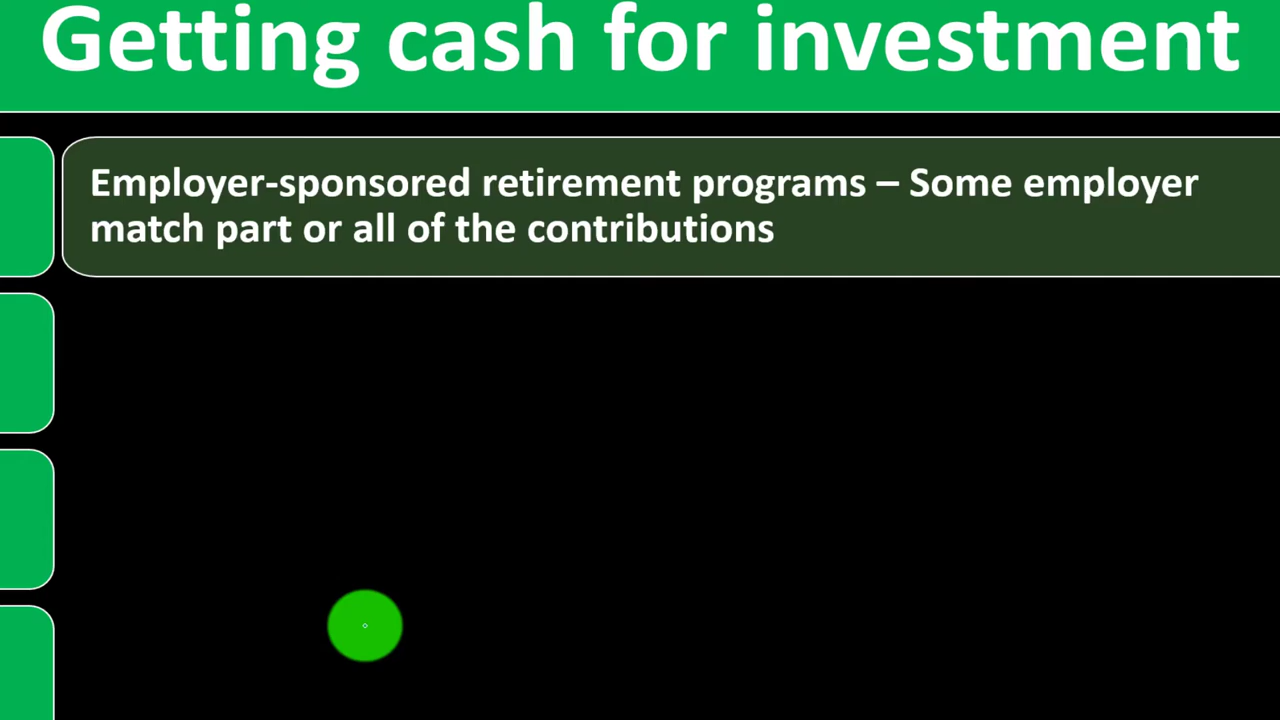 Getting cash for investment
Employer-sponsored retirement programs – Some employer
match part or all of the contributions